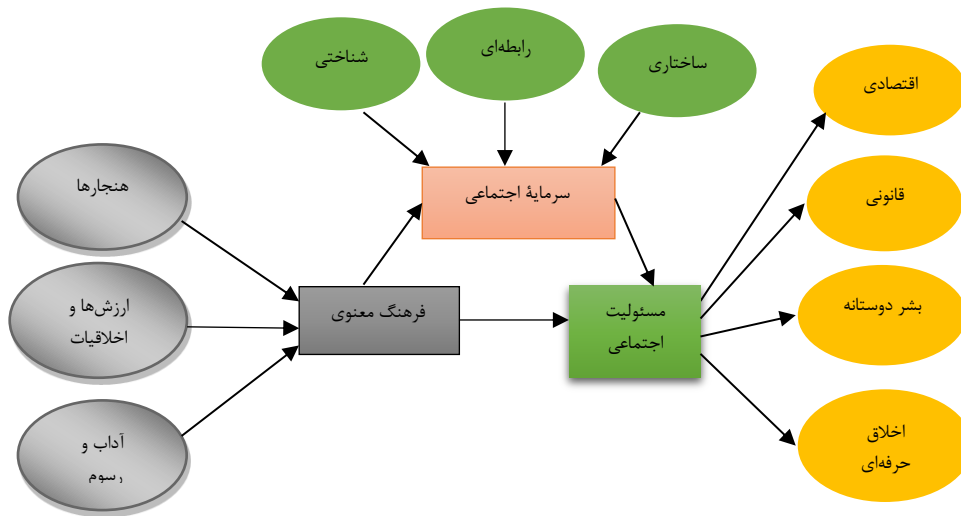 ساختاری
رابطه‌ای
شناختی
اقتصادی
هنجارها
سرمایۀ اجتماعی
قانونی
ارزش‌ها و
اخلاقیات
فرهنگ معنوی
مسئولیت
اجتماعی
بشر دوستانه
آداب و
رسوم
اخلاق
حرفه‌ای